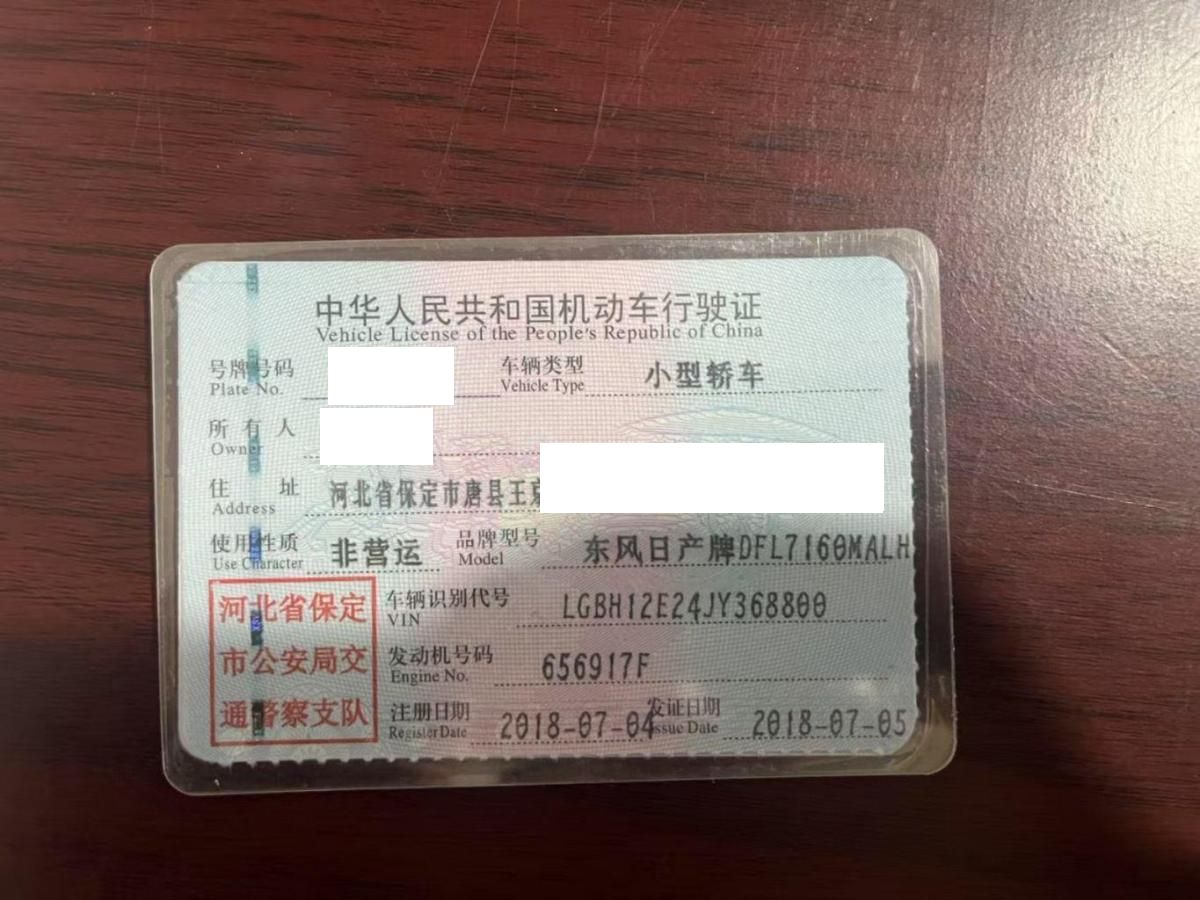 中华人民共和国机动车行驶证
Vehicle License of the People's Republic of China
号牌号码 车辆类型 小型轿车
Plate No. Vehicle Type
所有人
Owner
住址 河北省保定市唐县王京
Address
使用性质 非营运 品牌型号 东风日产牌DFL7160MALH
Use Character Model
河北省保定
市公安局交
通警察支队
车辆识别代号 LGBH12E24JY368800
VIN
发动机号码 656917F
Engine No.
注册日期 2018-07-04 发证日期 2018-07-05
Register Date Issue Date